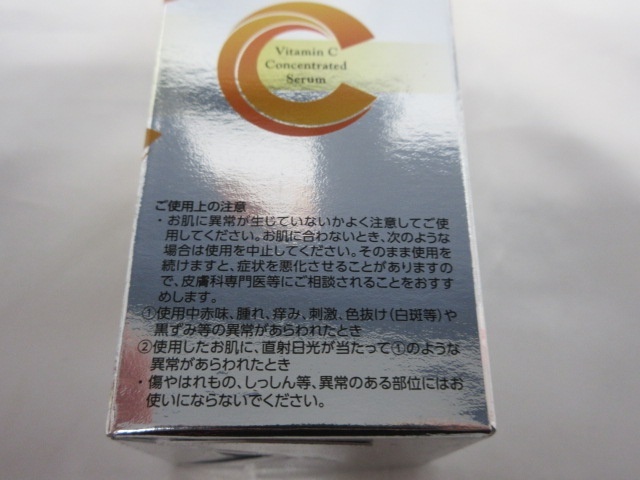 Vitamin C
Concentrated
Serum
ご使用上の注意
・お肌に異常が生じていないかよく注意してご使
用してください。お肌に合わないとき、次のような
場合は使用を中止してください。そのまま使用を
続けますと、症状を悪化させることがありますの
で、皮膚科専門医等にご相談されることをおすす
めします。
①使用中赤味、腫れ、痒み、刺激、色抜け(白斑等)や
黒ずみ等の異常があらわれたとき
②使用したお肌に、直射日光が当たって①のような
異常があらわれたとき
・傷やはれもの、しっしん等、異常のある部位にはお
使いにならないでください。